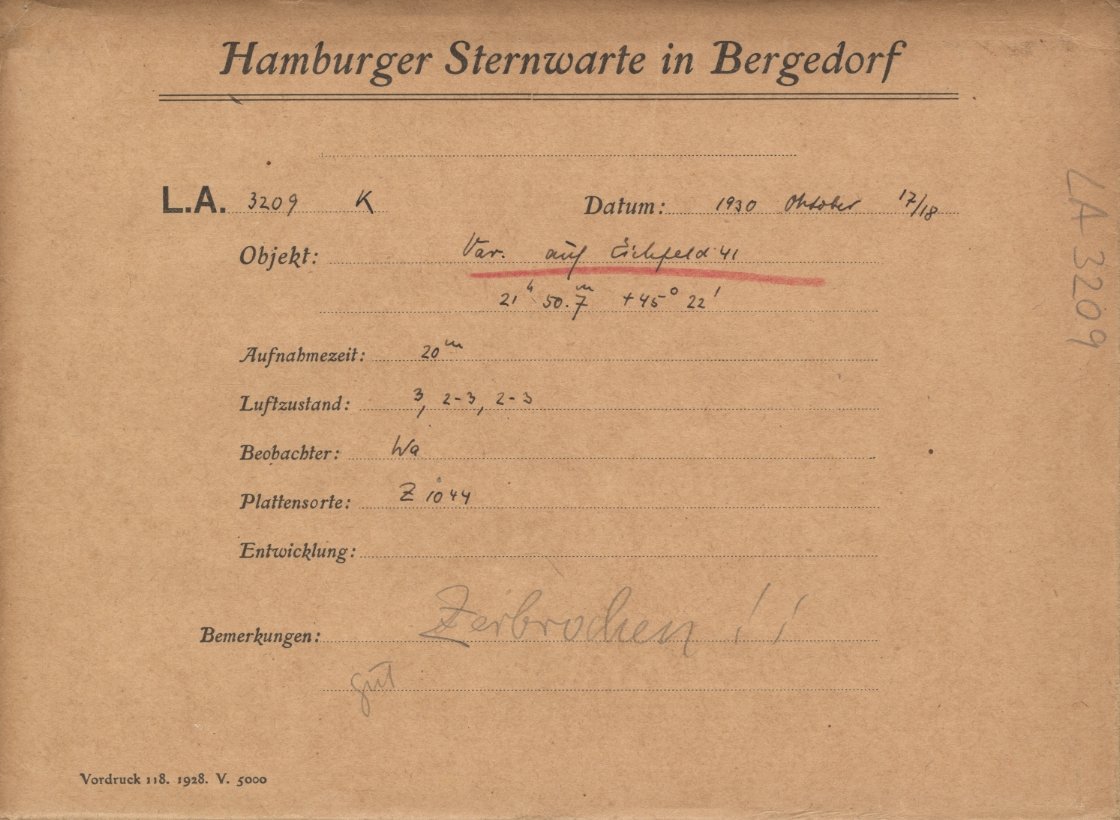 Hamburger Sternwarte in Bergedorf
L.A. 3209 K
Datum: 1930 Oktober 17/18
Objekt: Var. auf Eichfeld 41
21ʰ 50.7ᵐ +45° 22'
Aufnahmezeit: 20ᵐ
Luftzustand: 3, 2-3, 2-3
Beobachter: Wa
Plattensorte: Z 1044
Entwicklung:
Bemerkungen: Zerbrochen !!
gut
Vordruck 118. 1928. V. 5000
LA 3209